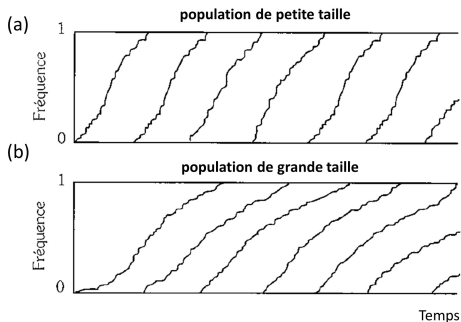 population de petite taille
(a)
1
Fréquence
0
(b)
population de grande taille
1
Fréquence
0
Temps